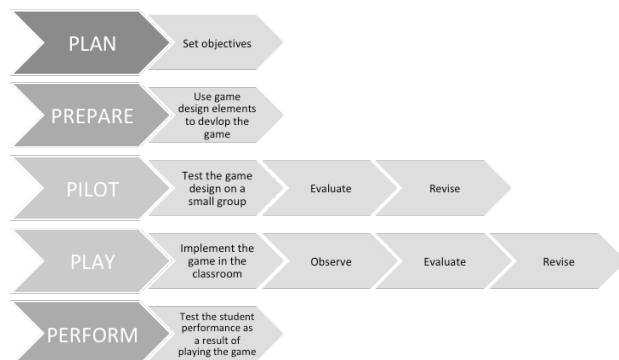 PLAN
Set objectives
PREPARE
Use game
design elements
to devlop the
game
PILOT
Test the game
design on a
small group
Evaluate
Revise
PLAY
Implement the
game in the
classroom
Observe
Evaluate
Revise
PERFORM
Test the student
performance as
a result of
playing the game